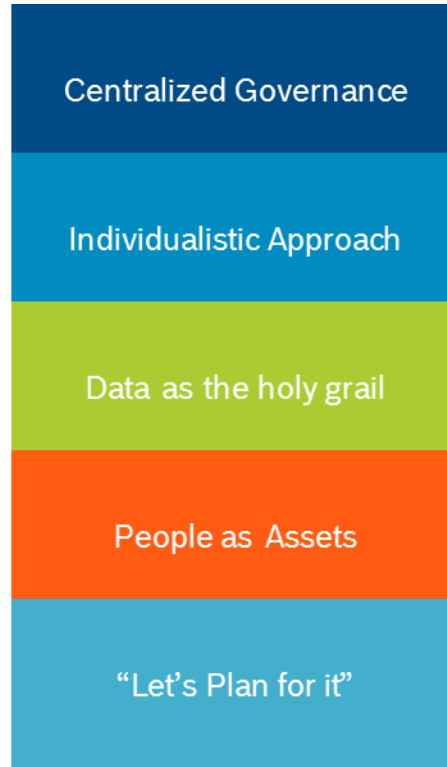 Centralized Governance
Individualistic Approach
Data as the holy grail
People as Assets
“Let’s Plan for it”